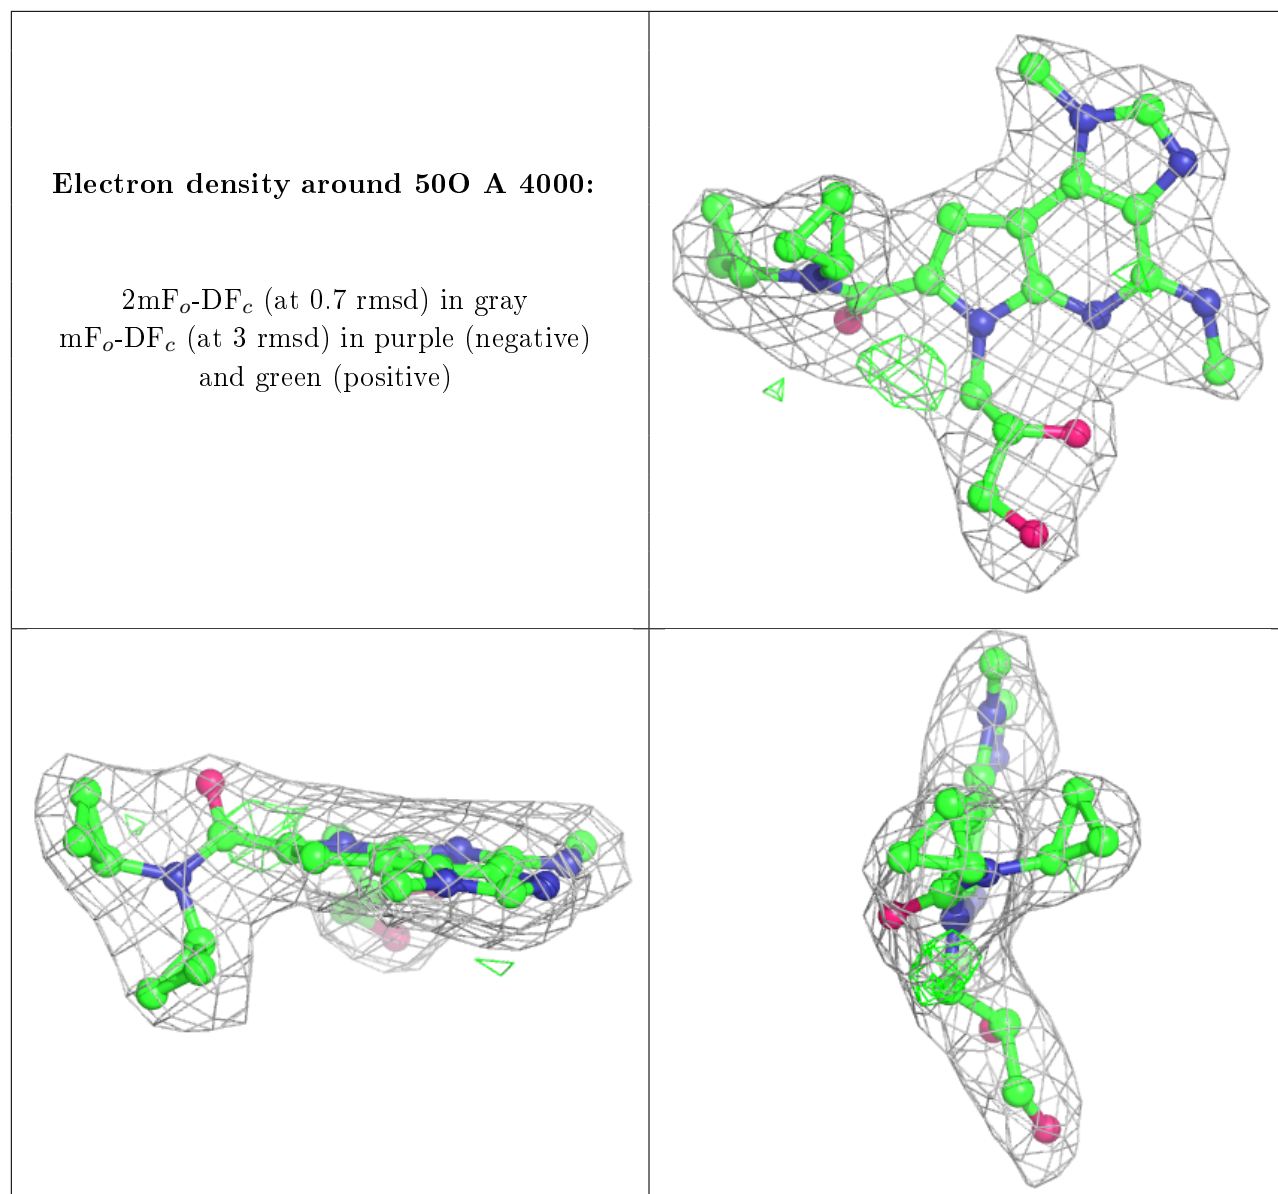 Electron density around 50O A 4000:
2mFo-DFc (at 0.7 rmsd) in gray
mFo-DFc (at 3 rmsd) in purple (negative)
and green (positive)